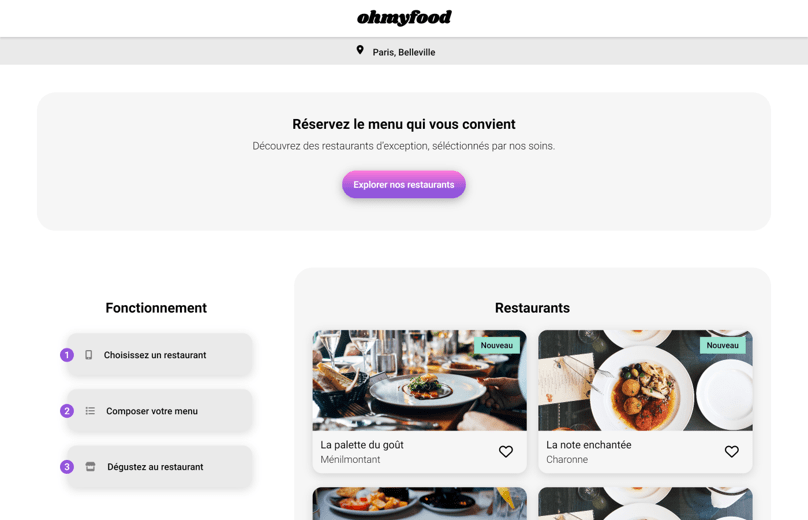 ohmyfood
Paris, Belleville
Réservez le menu qui vous convient
Découvrez des restaurants d'exception, séléctionnés par nos soins.
Explorer nos restaurants
Fonctionnement
1 Choisissez un restaurant
2 Composer votre menu
3 Dégustez au restaurant
Restaurants
Nouveau
La palette du goût
Ménilmontant
Nouveau
La note enchantée
Charonne